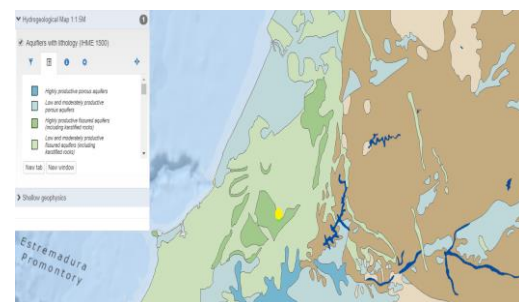 Hydrogeological Map 1:1.5M
Aquifiers with lithology (IHME 1500)
Highly productive porous aquifers
Low and moderately productive
porous aquifers
Highly productive fissured aquifers
(including karstified rocks)
Low and moderately productive
fissured aquifers (including
karstified rocks)
New tab New window
Shallow geophysics
Estremadura
Promontory